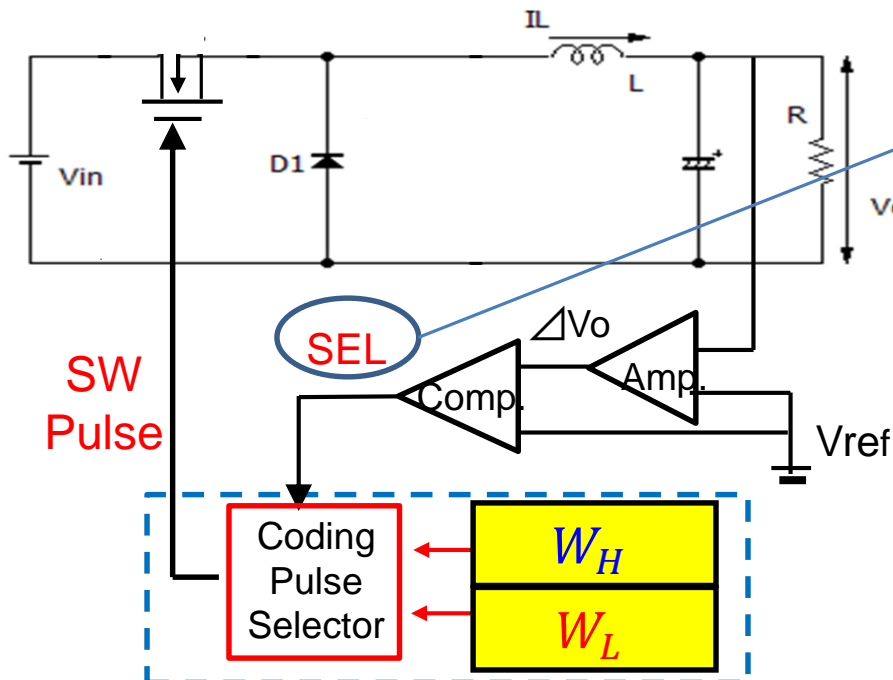 IL
L
R
Vin
D1
+
V
⊿Vo
SEL
Amp.
Comp.
SW
Pulse
Vref
Coding
Pulse
Selector
W_H
W_L